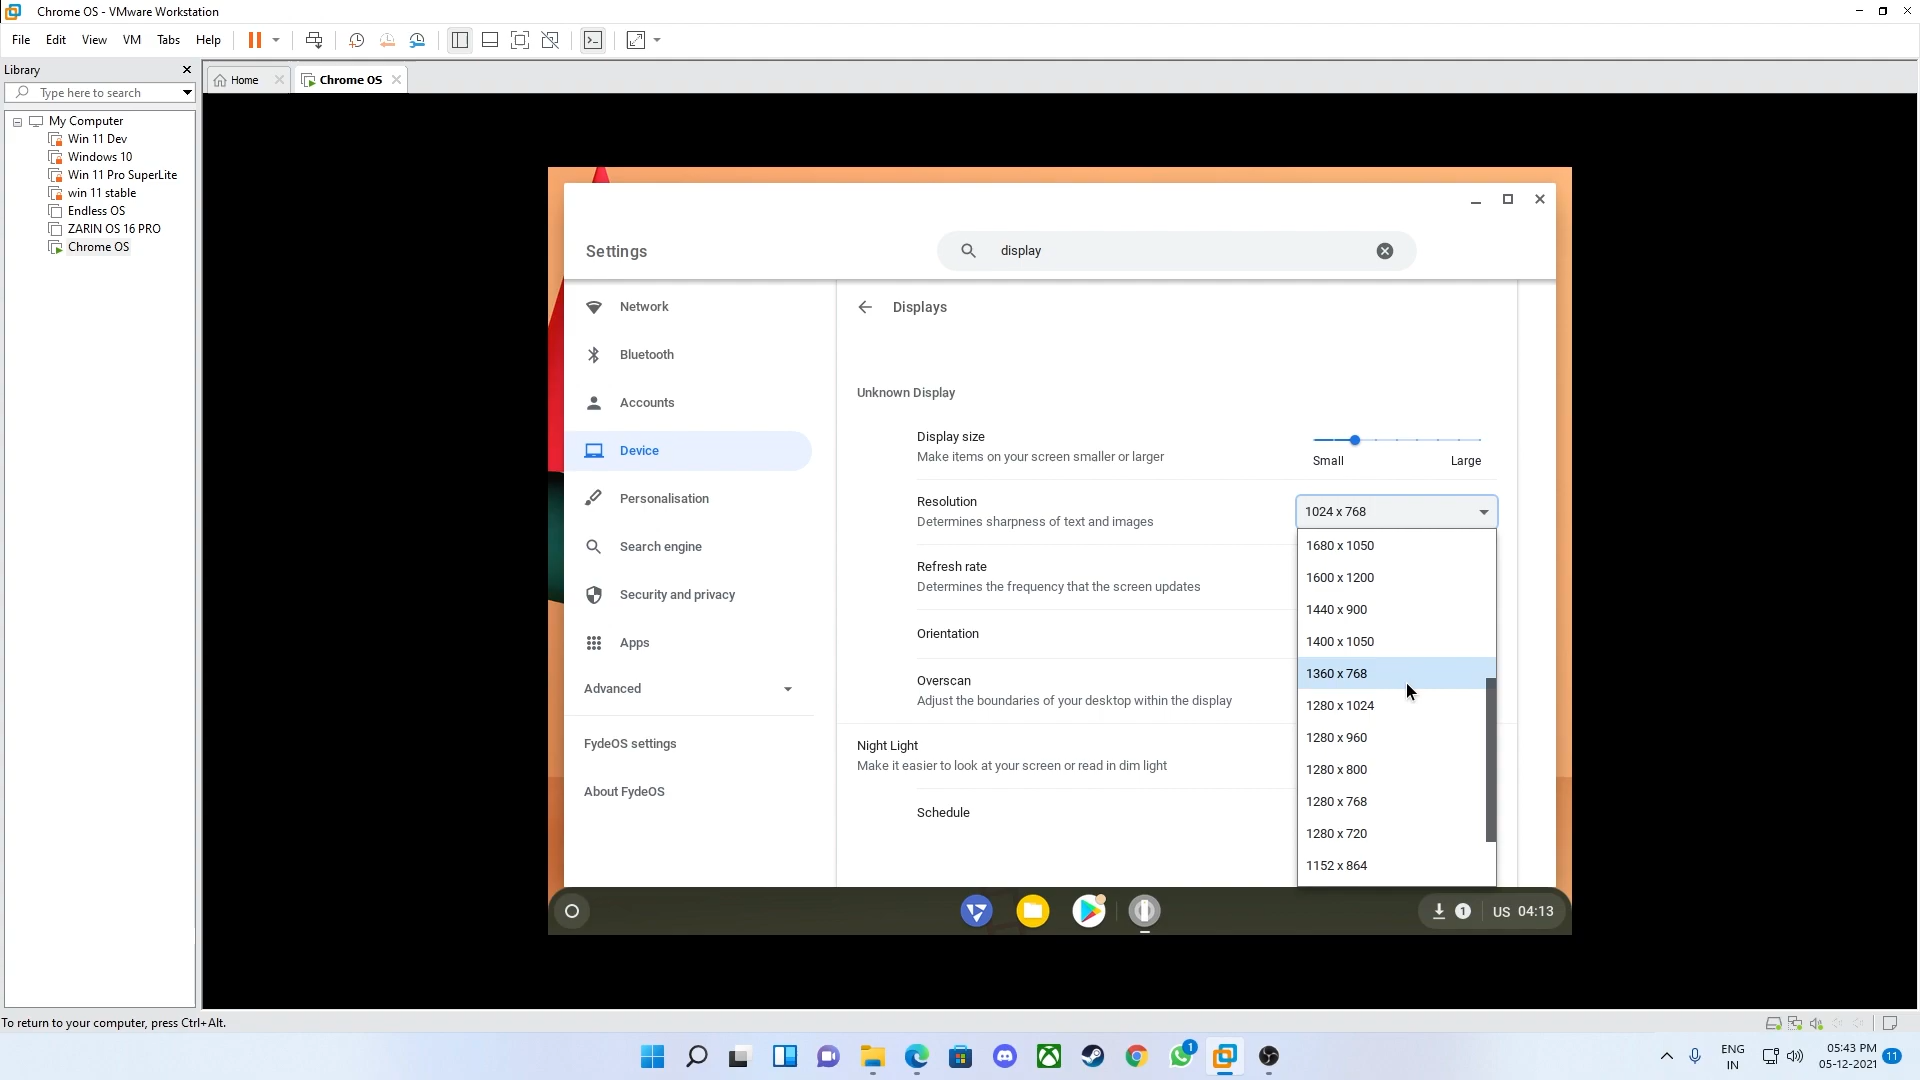 Chrome OS - VMware Workstation
File Edit View VM Tabs Help
Library
Home
Chrome OS
Type here to search
My Computer
Win 11 Dev
Windows 10
Win 11 Pro SuperLite
win 11 stable
Endless OS
ZARIN OS 16 PRO
Chrome OS
Settings
display
Network
Bluetooth
Accounts
Device
Personalisation
Search engine
Security and privacy
Apps
Advanced
FydeOS settings
About FydeOS
Displays
Unknown Display
Display size
Make items on your screen smaller or larger
Small Large
Resolution
Determines sharpness of text and images
1024 x 768
1680 x 1050
1600 x 1200
1440 x 900
1400 x 1050
1360 x 768
1280 x 1024
1280 x 960
1280 x 800
1280 x 768
1280 x 720
1152 x 864
Refresh rate
Determines the frequency that the screen updates
Orientation
Overscan
Adjust the boundaries of your desktop within the display
Night Light
Make it easier to look at your screen or read in dim light
Schedule
1 US 04:13
To return to your computer, press Ctrl+Alt.
1
ENG
IN
05:43 PM
05-12-2021
11